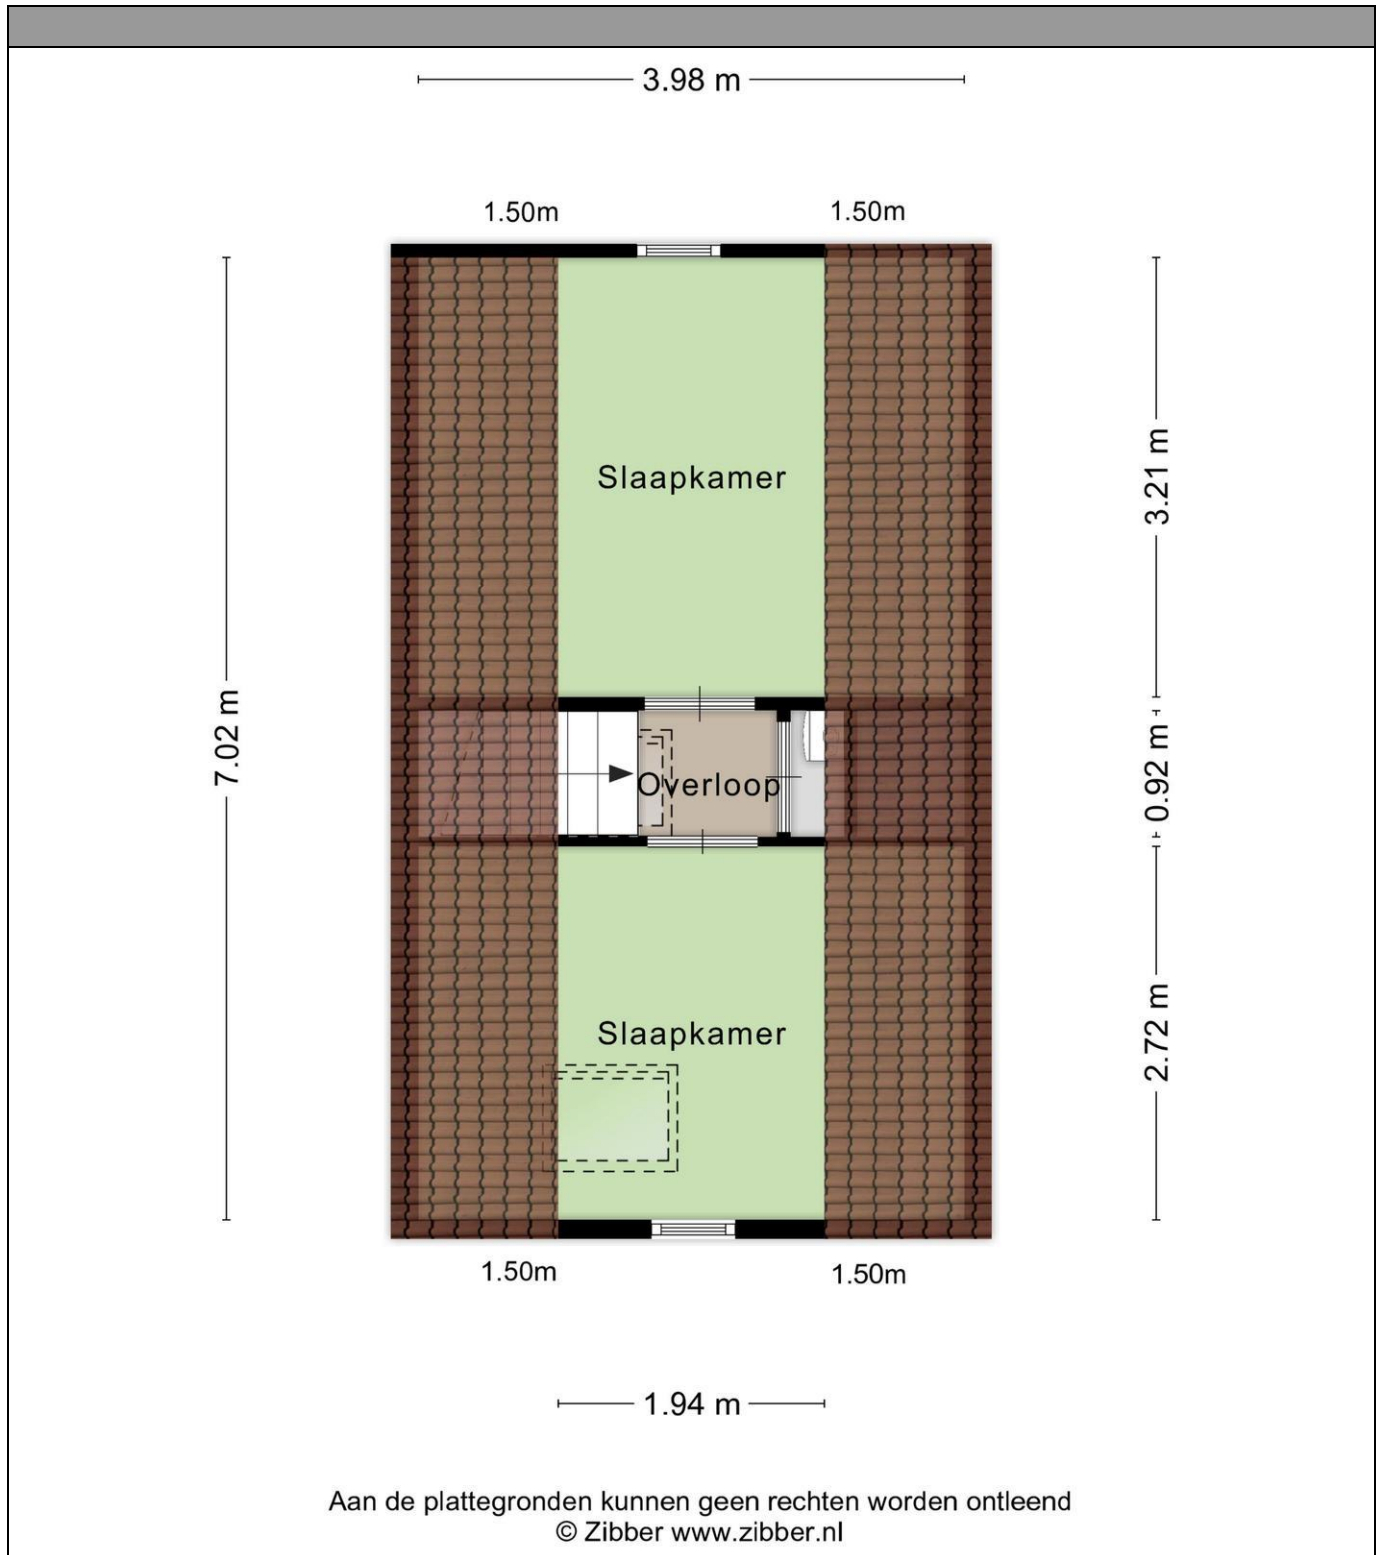 3.98 m
1.50m
1.50m
Slaapkamer
3.21 m
7.02 m
Overloop
0.92 m
Slaapkamer
2.72 m
1.50m
1.50m
1.94 m
Aan de plattegronden kunnen geen rechten worden ontleend
© Zibber www.zibber.nl